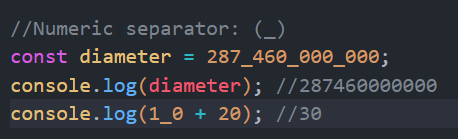 //Numeric separator: (_)
const diameter = 287_460_000_000;
console.log(diameter); //287460000000
console.log(1_0 + 20); //30